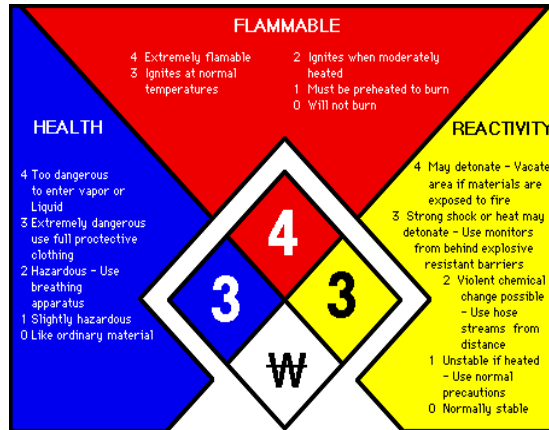 FLAMMABLE
4 Extremely flamable
3 Ignites at normal
temperatures
2 Ignites when moderately
heated
1 Must be preheated to burn
0 Will not burn
HEALTH
4 Too dangerous
to enter vapor or
Liquid
3 Extremely dangerous
use full proctective
clothing
2 Hazardous - Use
breathing
apparatus
1 Slightly hazardous
0 Like ordinary material
REACTIVITY
4 May detonate - Vacate
area if materials are
exposed to fire
3 Strong shock or heat may
detonate - Use monitors
from behind explosive
resistant barriers
2 Violent chemical
change possible
- Use hose
streams from
distance
1 Unstable if heated
- Use normal
precautions
0 Normally stable
4
3
3
W